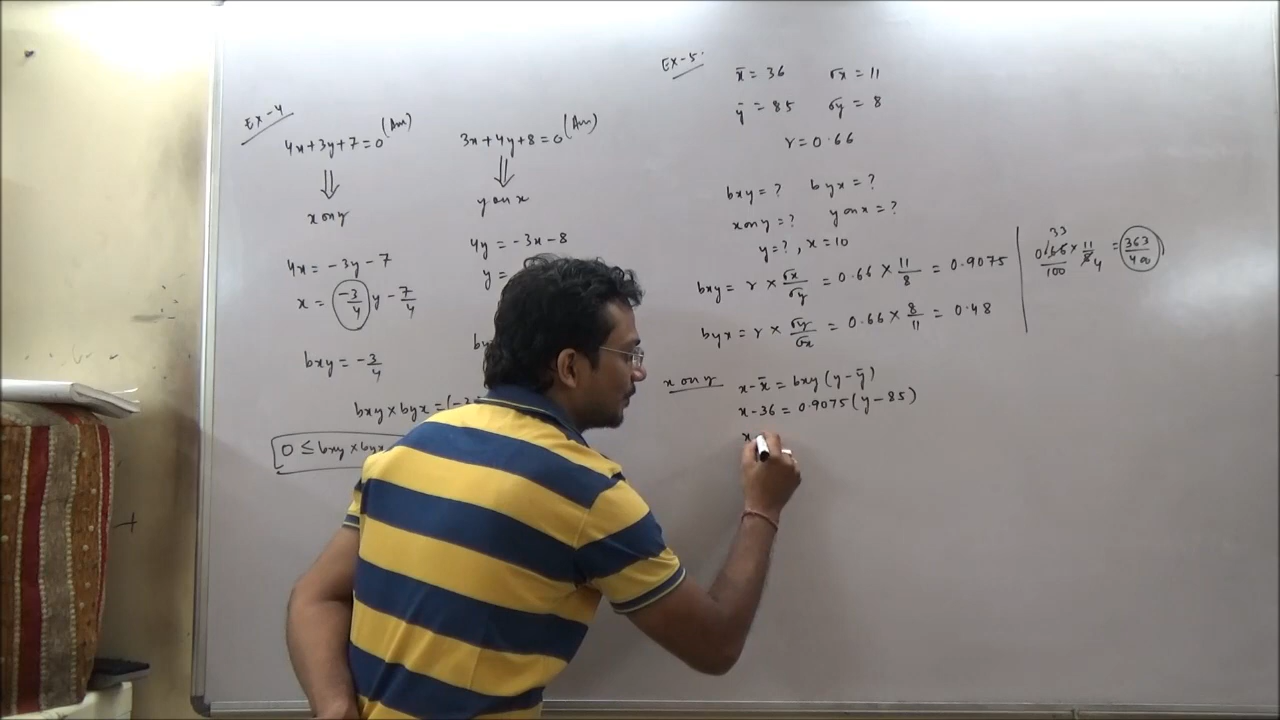 Ex-4
4x+3y+7=0 (Ans)
⇓
x on y
4x = -3y - 7
x = -3/4 y - 7/4
bxy = -3/4
3x+4y+8=0 (Ans)
⇓
y on x
4y = -3x - 8
y =
bxy × byx = (-3
0 ≤ bxy × byx
Ex-5.
x̄ = 36 σx = 11
ȳ = 85 σy = 8
r = 0.66
bxy = ? byx = ?
x on y = ? y on x = ?
y = ? , x = 10
bxy = r × σx/σy = 0.66 × 11/8 = 0.9075
byx = r × σy/σx = 0.66 × 8/11 = 0.48
33
0.66/100 × 11/8 4 = 363/400
x on y
x - x̄ = bxy (y - ȳ)
x - 36 = 0.9075 (y - 85)
x